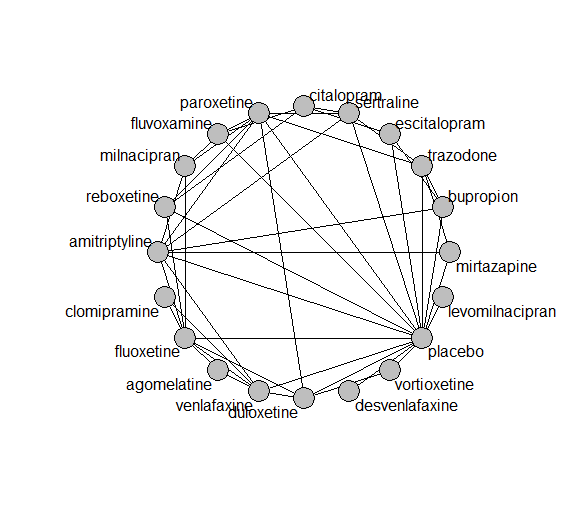 citalopram
paroxetine
sertraline
fluvoxamine
escitalopram
milnacipran
trazodone
reboxetine
bupropion
amitriptyline
mirtazapine
clomipramine
levomilnacipran
fluoxetine
placebo
agomelatine
vortioxetine
venlafaxine
desvenlafaxine
duloxetine